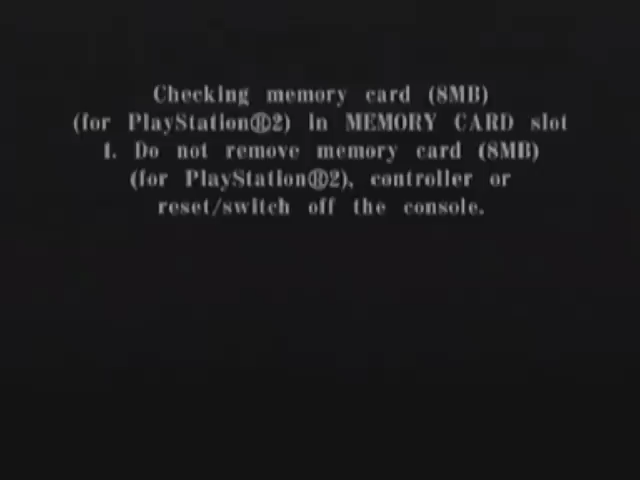 Checking memory card (8MB)
(for PlayStation®2) in MEMORY CARD slot
1. Do not remove memory card (8MB)
(for PlayStation®2), controller or
reset/switch off the console.